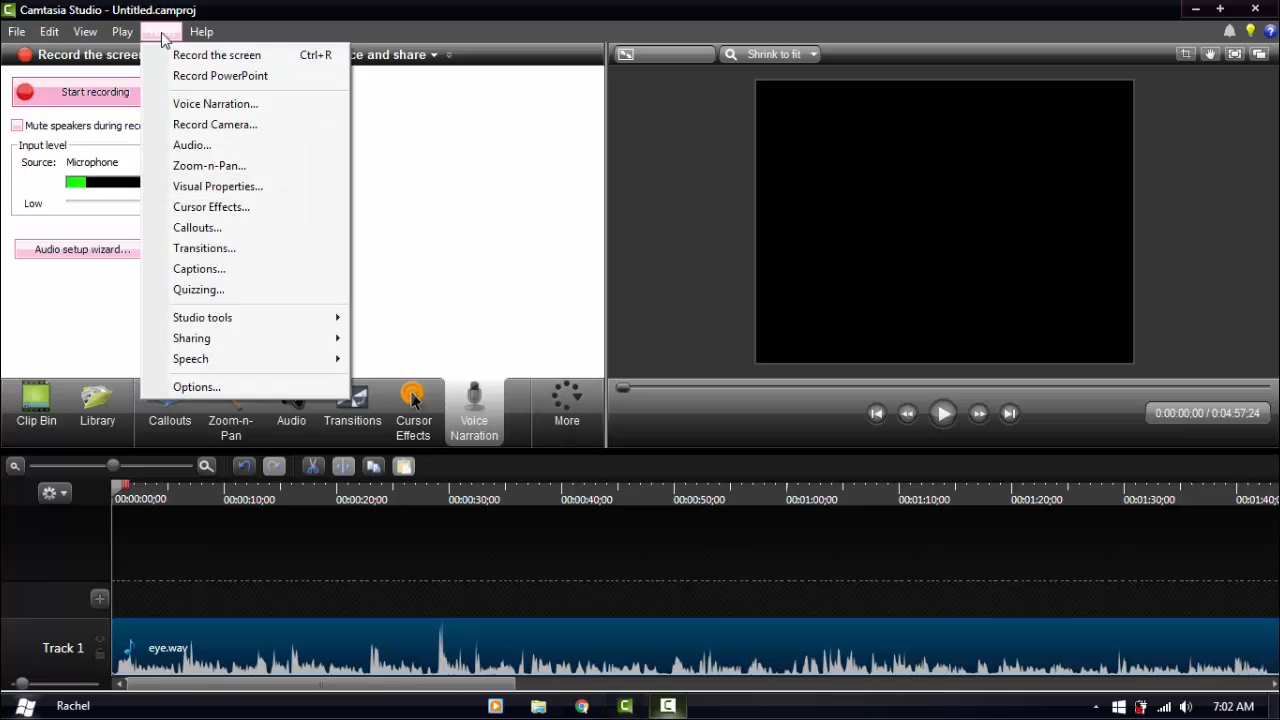 Camtasia Studio - Untitled.camproj
File Edit View Play Help
Record the scree ce and share
Shrink to fit
Record the screen Ctrl+R
Record PowerPoint
Voice Narration...
Record Camera...
Audio...
Zoom-n-Pan...
Visual Properties...
Cursor Effects...
Callouts...
Transitions...
Captions...
Quizzing...
Studio tools
Sharing
Speech
Options...
Start recording
Mute speakers during rec
Input level
Source: Microphone
Low
Audio setup wizard...
Clip Bin
Library
Callouts
Zoom-n-
Pan
Audio
Transitions
Cursor
Effects
Voice
Narration
More
0:00:00;00 / 0:04:57;24
00:00:00;00 00:00:10;00 00:00:20;00 00:00:30;00 00:00:40;00 00:00:50;00 00:01:00;00 00:01:10;00 00:01:20;00 00:01:30;00 00:01:40;0
Track 1
eye.wav
Rachel
7:02 AM